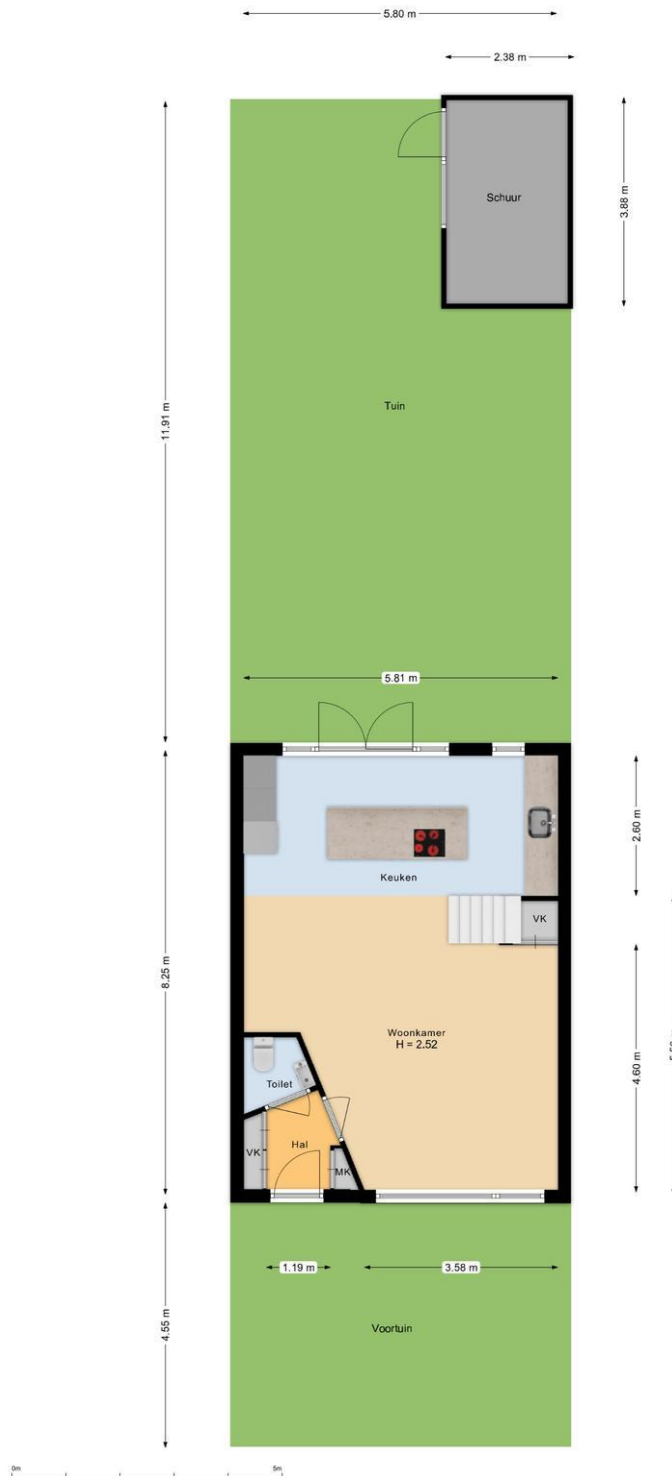 5.80 m
2.38 m
Schuur
3.88 m
Tuin
11.91 m
5.81 m
2.60 m
Keuken
VK
8.25 m
Woonkamer
H = 2.52
4.60 m
Toilet
Hal
VK
MK
1.19 m
3.58 m
4.55 m
Voortuin
0m
5m